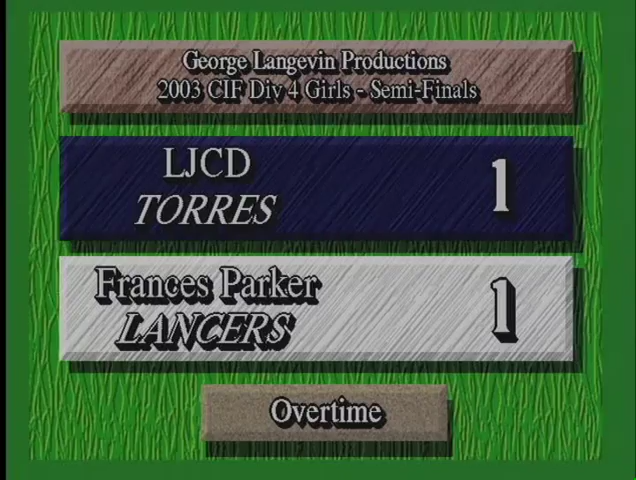 George Langevin Productions
2003 CIF Div 4 Girls - Semi-Finals
LJCD
TORRES
1
Frances Parker
LANCERS
1
Overtime